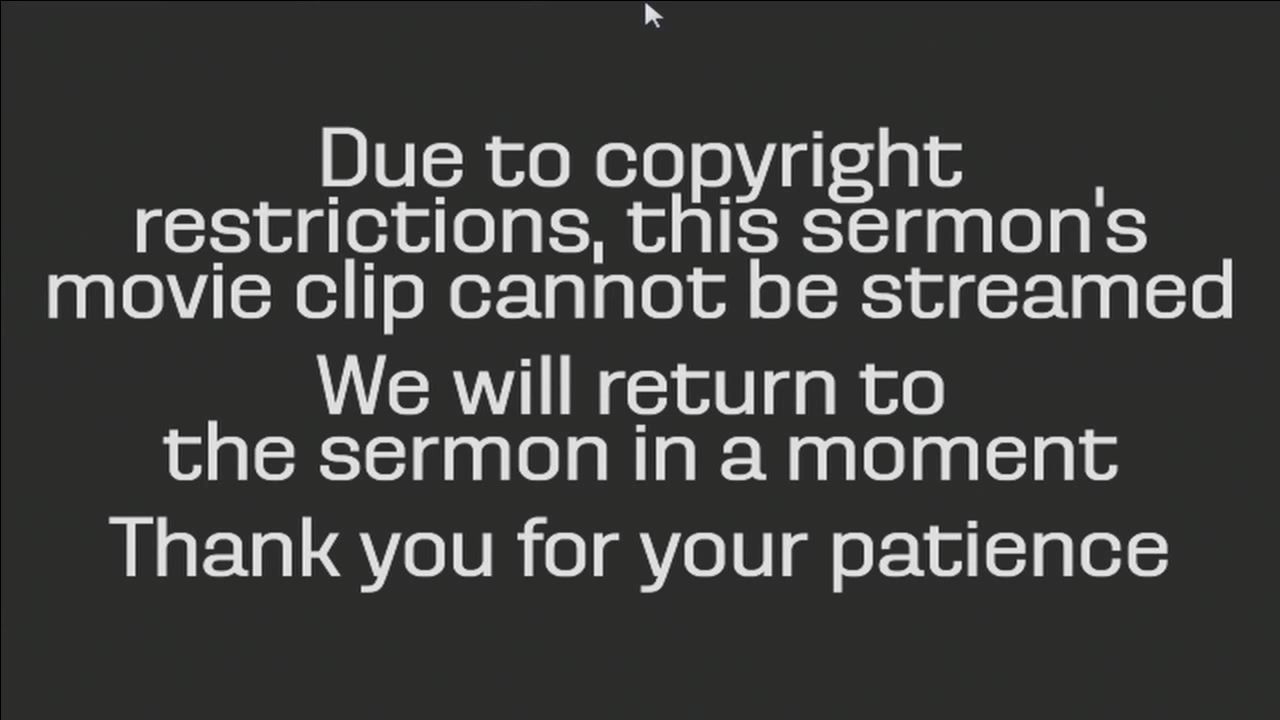 Due to copyright
restrictions, this sermon's
movie clip cannot be streamed
We will return to
the sermon in a moment
Thank you for your patience